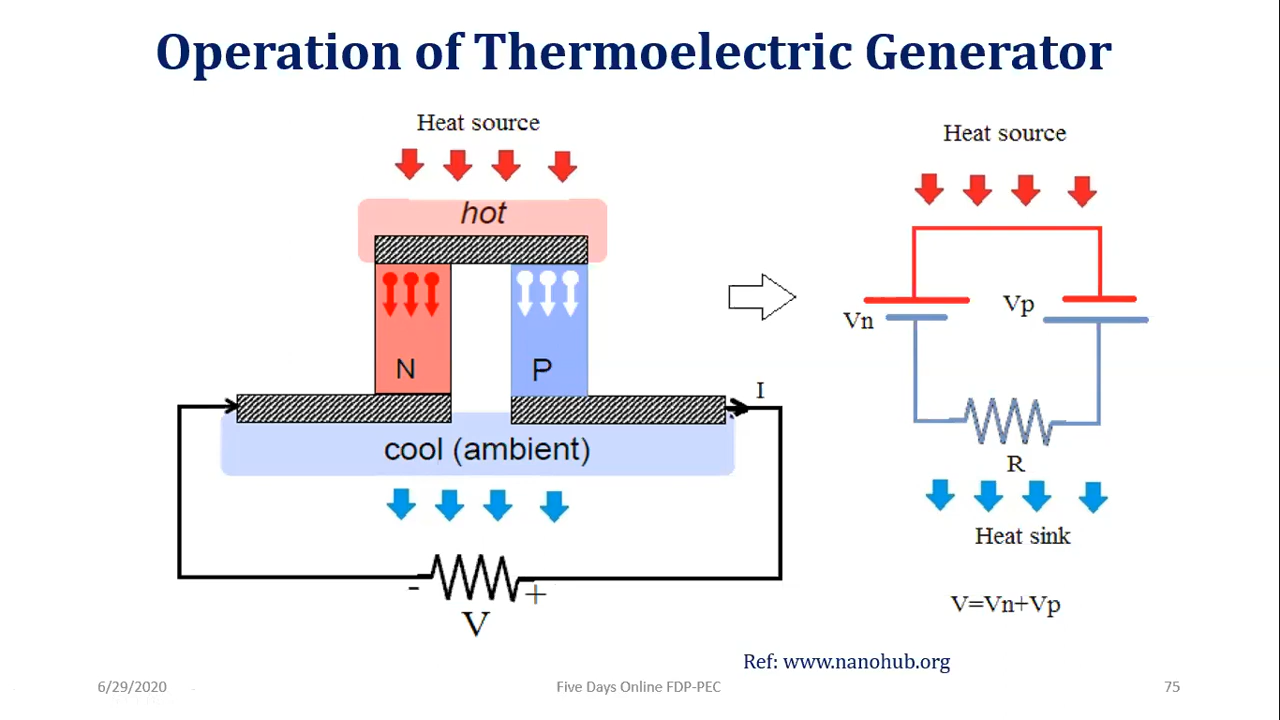 Operation of Thermoelectric Generator
Heat source
hot
N
P
I
cool (ambient)
-
+
V
Heat source
Vn
Vp
R
Heat sink
V=Vn+Vp
Ref: www.nanohub.org
6/29/2020
Five Days Online FDP-PEC
75